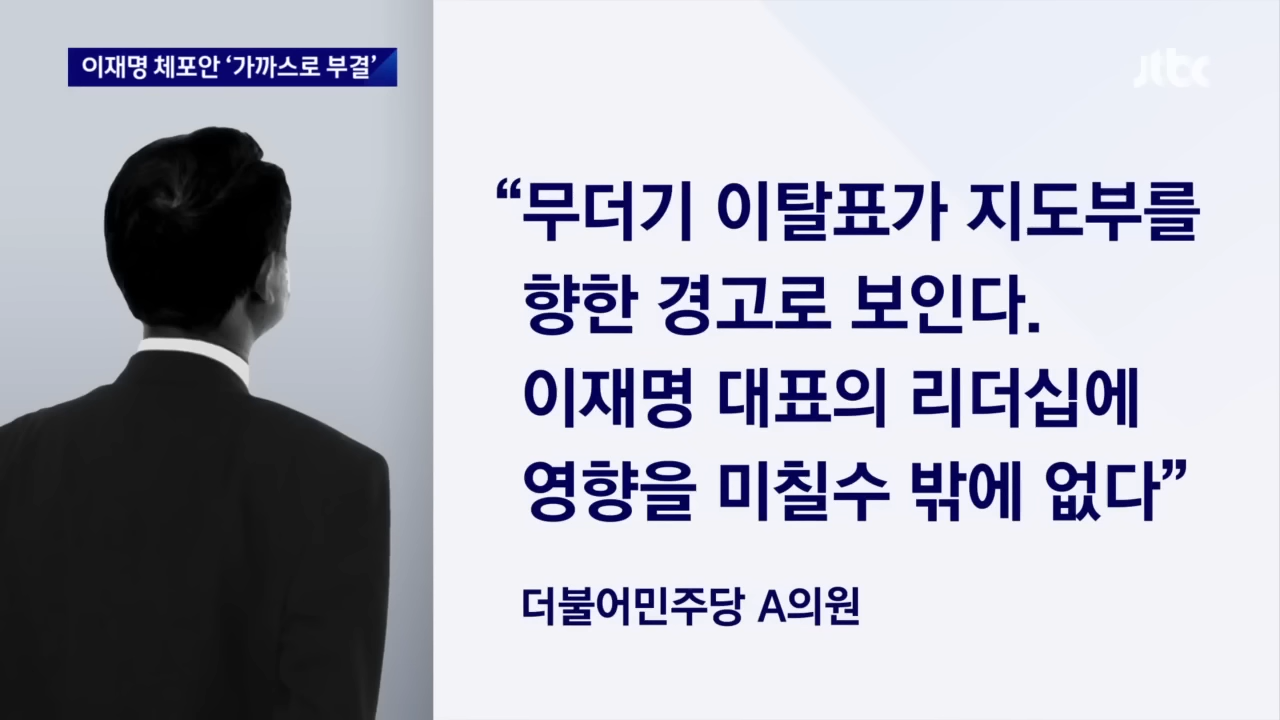 이재명 체포안 ‘가까스로 부결’
jtbc
“무더기 이탈표가 지도부를
향한 경고로 보인다.
이재명 대표의 리더십에
영향을 미칠수 밖에 없다”
더불어민주당 A의원